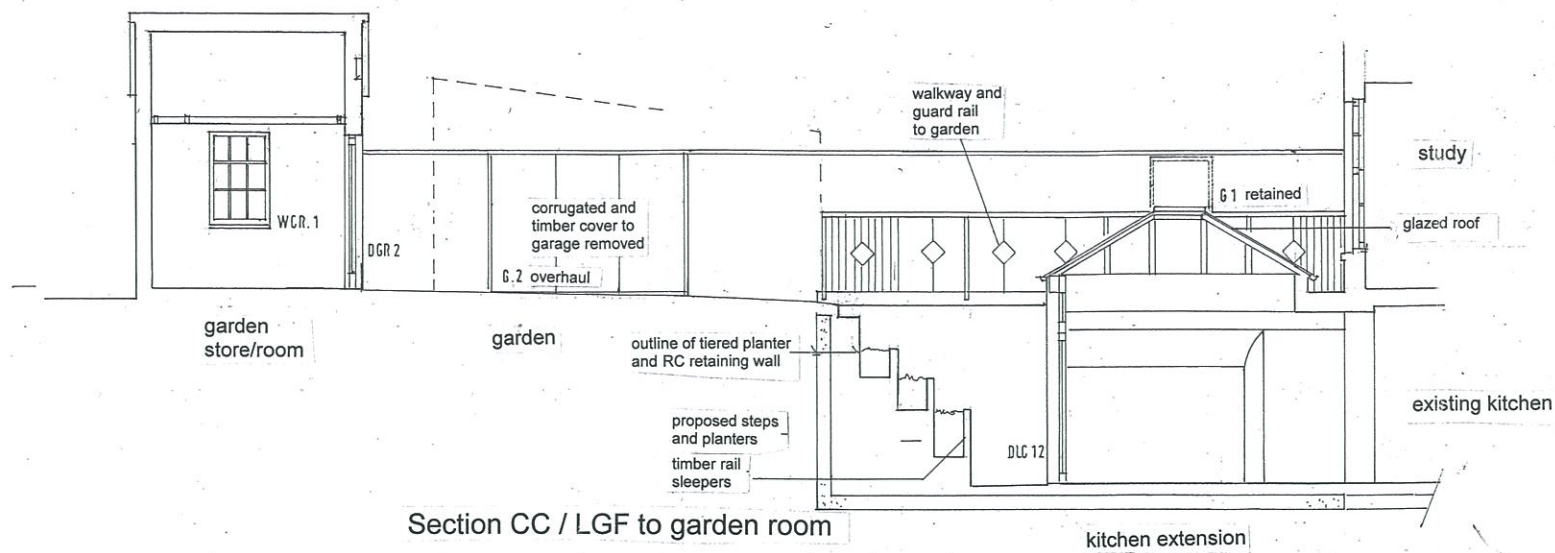 walkway and
guard rail
to garden
study
G 1 retained
glazed roof
WGR. 1
DGR 2
corrugated and
timber cover to
garage removed
G.2 overhaul
garden
store/room
garden
outline of tiered planter
and RC retaining wall
proposed steps
and planters
timber rail
sleepers
DLG 12
existing kitchen
Section CC / LGF to garden room
kitchen extension